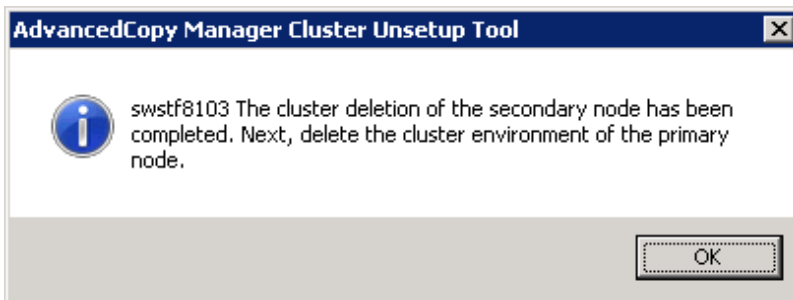 AdvancedCopy Manager Cluster Unsetup Tool
swstf8103 The cluster deletion of the secondary node has been
completed. Next, delete the cluster environment of the primary
node.
OK